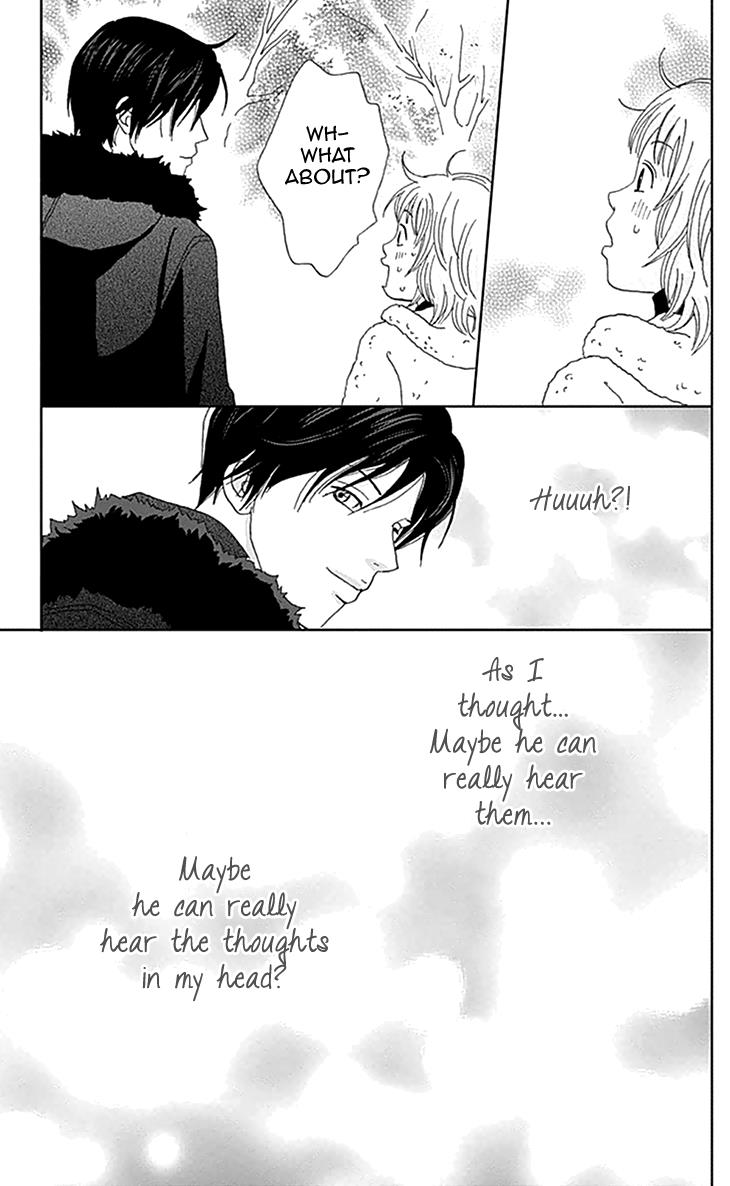 WH-
WHAT
ABOUT?
Huuuh?!
As I
thought...
Maybe he can
really hear
them...
Maybe
he can really
hear the thoughts
in my head?